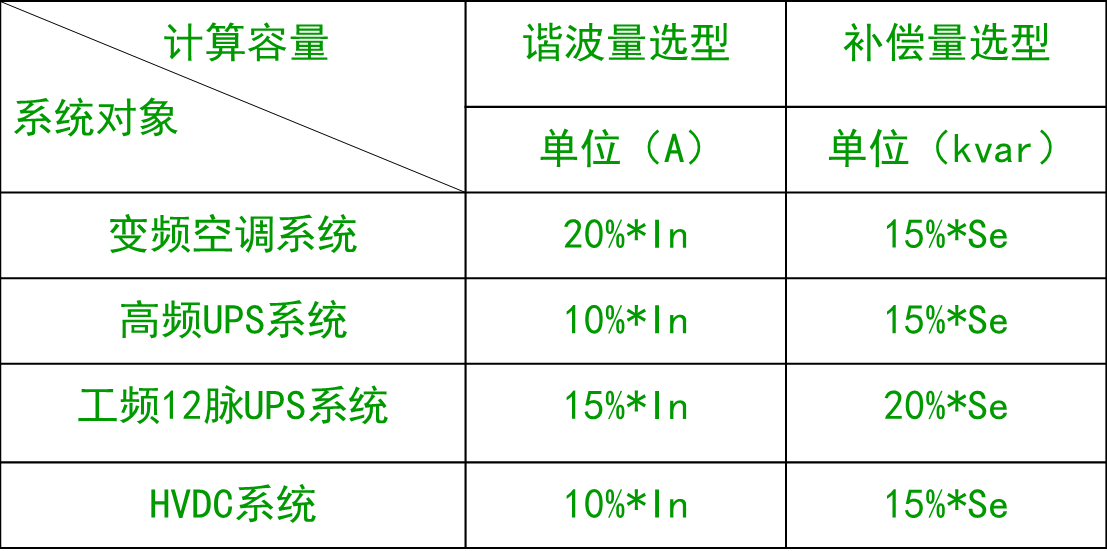 计算容量
系统对象
谐波量选型
补偿量选型
单位（A）
单位（kvar）
变频空调系统
20%*In
15%*Se
高频UPS系统
10%*In
15%*Se
工频12脉UPS系统
15%*In
20%*Se
HVDC系统
10%*In
15%*Se